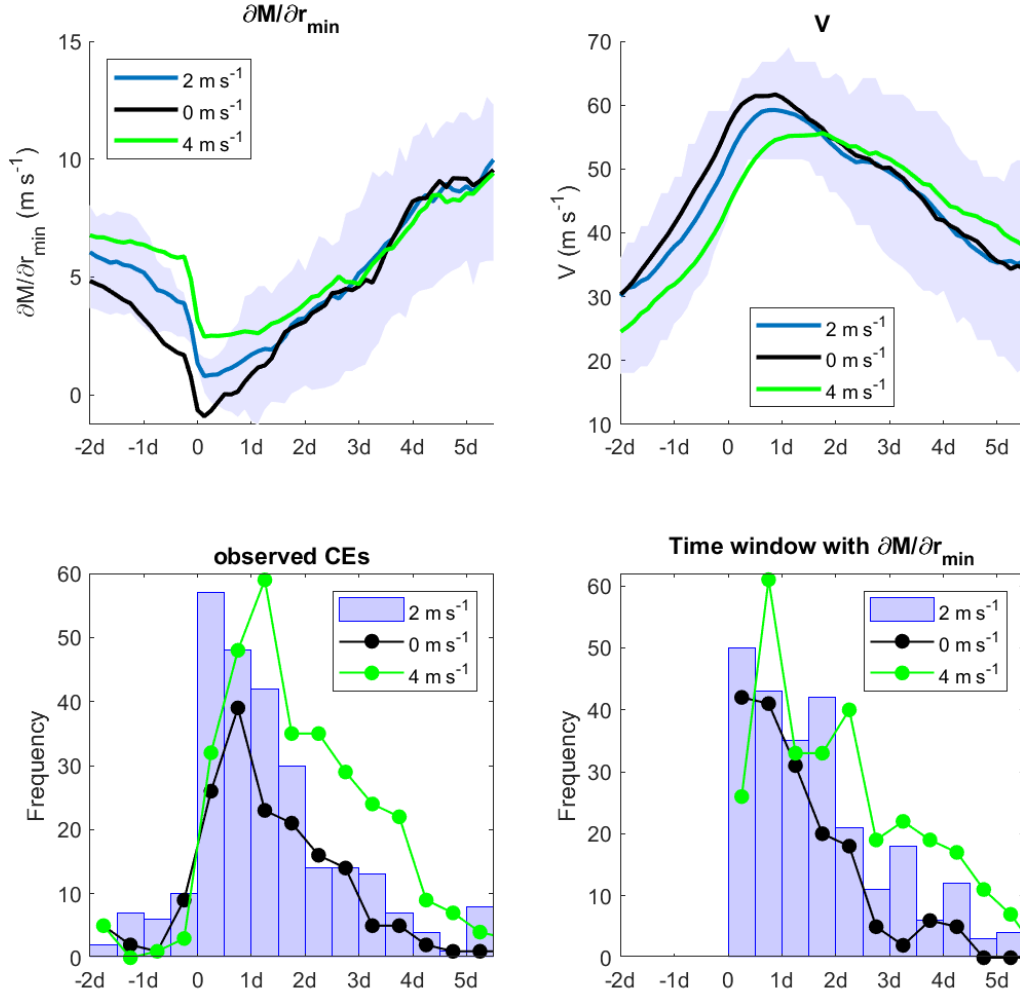 ∂M/∂r_min
15
10
5
0
∂M/∂r_min (m s⁻¹)
2 m s⁻¹
0 m s⁻¹
4 m s⁻¹
-2d -1d 0 1d 2d 3d 4d 5d
V
70
60
50
40
30
20
10
V (m s⁻¹)
2 m s⁻¹
0 m s⁻¹
4 m s⁻¹
-2d -1d 0 1d 2d 3d 4d 5d
observed CEs
60
50
40
30
20
10
0
Frequency
2 m s⁻¹
0 m s⁻¹
4 m s⁻¹
-2d -1d 0 1d 2d 3d 4d 5d
Time window with ∂M/∂r_min
60
50
40
30
20
10
0
Frequency
2 m s⁻¹
0 m s⁻¹
4 m s⁻¹
-2d -1d 0 1d 2d 3d 4d 5d